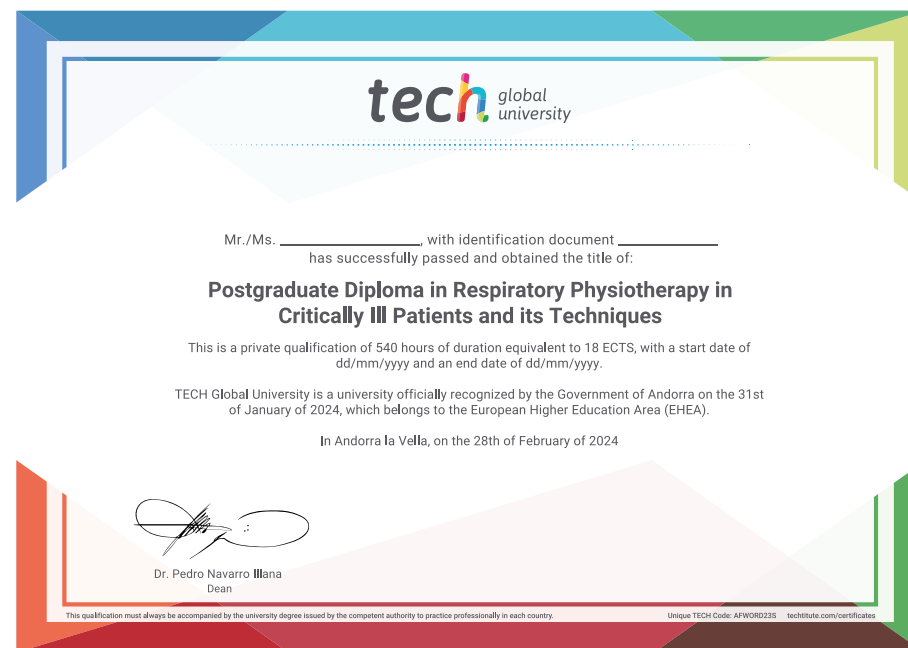 tech global university
Mr./Ms. ____________, with identification document ____________
has successfully passed and obtained the title of:
Postgraduate Diploma in Respiratory Physiotherapy in
Critically Ill Patients and its Techniques
This is a private qualification of 540 hours of duration equivalent to 18 ECTS, with a start date of
dd/mm/yyyy and an end date of dd/mm/yyyy.
TECH Global University is a university officially recognized by the Government of Andorra on the 31st
of January of 2024, which belongs to the European Higher Education Area (EHEA).
In Andorra la Vella, on the 28th of February of 2024
Dr. Pedro Navarro Illana
Dean
This qualification must always be accompanied by the university degree issued by the competent authority to practice professionally in each country.
Unique TECH Code: AFWORD23S techtitute.com/certificates